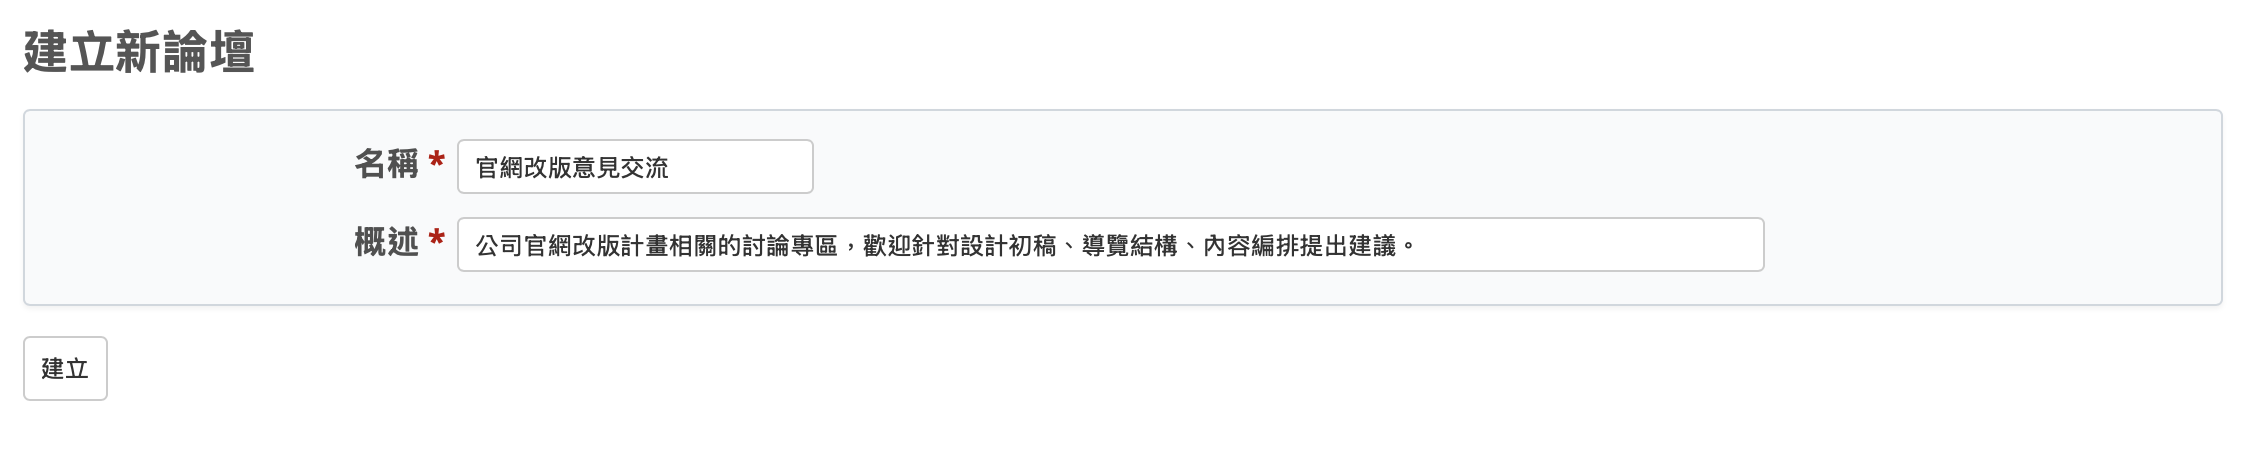 建立新論壇
名稱 * 官網改版意見交流
概述 * 公司官網改版計畫相關的討論專區，歡迎針對設計初稿、導覽結構、內容編排提出建議。
建立